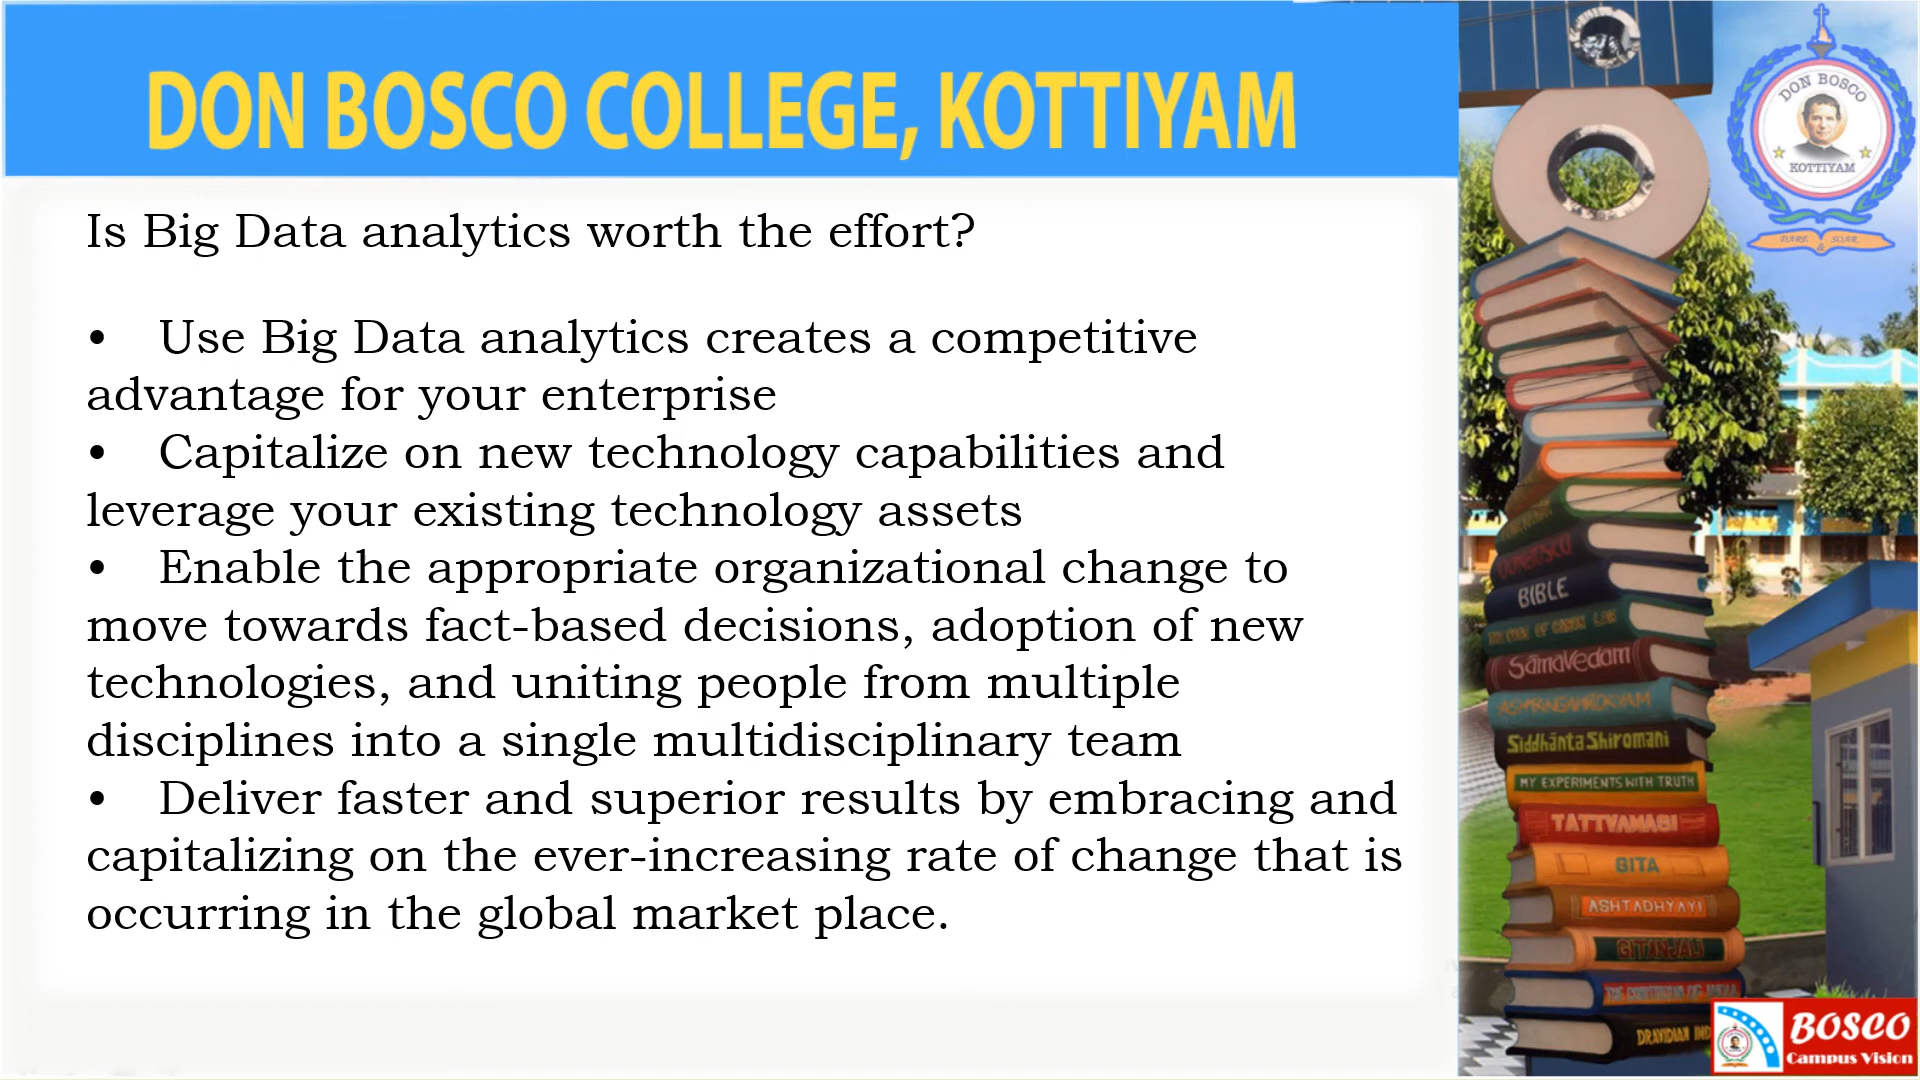 DON BOSCO COLLEGE, KOTTIYAM
DON BOSCO
KOTTIYAM
DARE & SOAR
Is Big Data analytics worth the effort?
• Use Big Data analytics creates a competitive
advantage for your enterprise
• Capitalize on new technology capabilities and
leverage your existing technology assets
• Enable the appropriate organizational change to
move towards fact-based decisions, adoption of new
technologies, and uniting people from multiple
disciplines into a single multidisciplinary team
• Deliver faster and superior results by embracing and
capitalizing on the ever-increasing rate of change that is
occurring in the global market place.
BIBLE
SāmaVedam
SiddhāntaShiromani
MY EXPERIMENTS WITH TRUTH
TATTVAMASI
GITA
ASHTADHYAYI
GITANJALI
DRAVIDIAN IND
BOSCO
Campus Vision